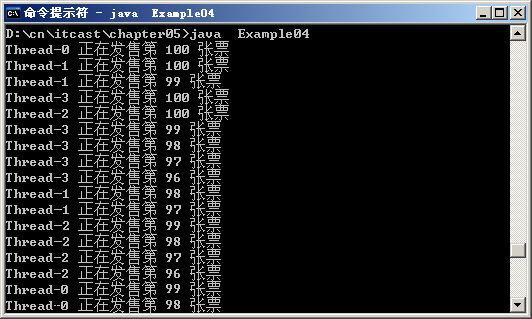 命令提示符 - java  Example04
D:\cn\itcast\chapter05>java  Example04
Thread-0 正在发售第 100 张票
Thread-1 正在发售第 100 张票
Thread-1 正在发售第 99 张票
Thread-3 正在发售第 100 张票
Thread-2 正在发售第 100 张票
Thread-3 正在发售第 99 张票
Thread-3 正在发售第 98 张票
Thread-3 正在发售第 97 张票
Thread-3 正在发售第 96 张票
Thread-1 正在发售第 98 张票
Thread-1 正在发售第 97 张票
Thread-2 正在发售第 99 张票
Thread-2 正在发售第 98 张票
Thread-2 正在发售第 97 张票
Thread-2 正在发售第 96 张票
Thread-0 正在发售第 99 张票
Thread-0 正在发售第 98 张票